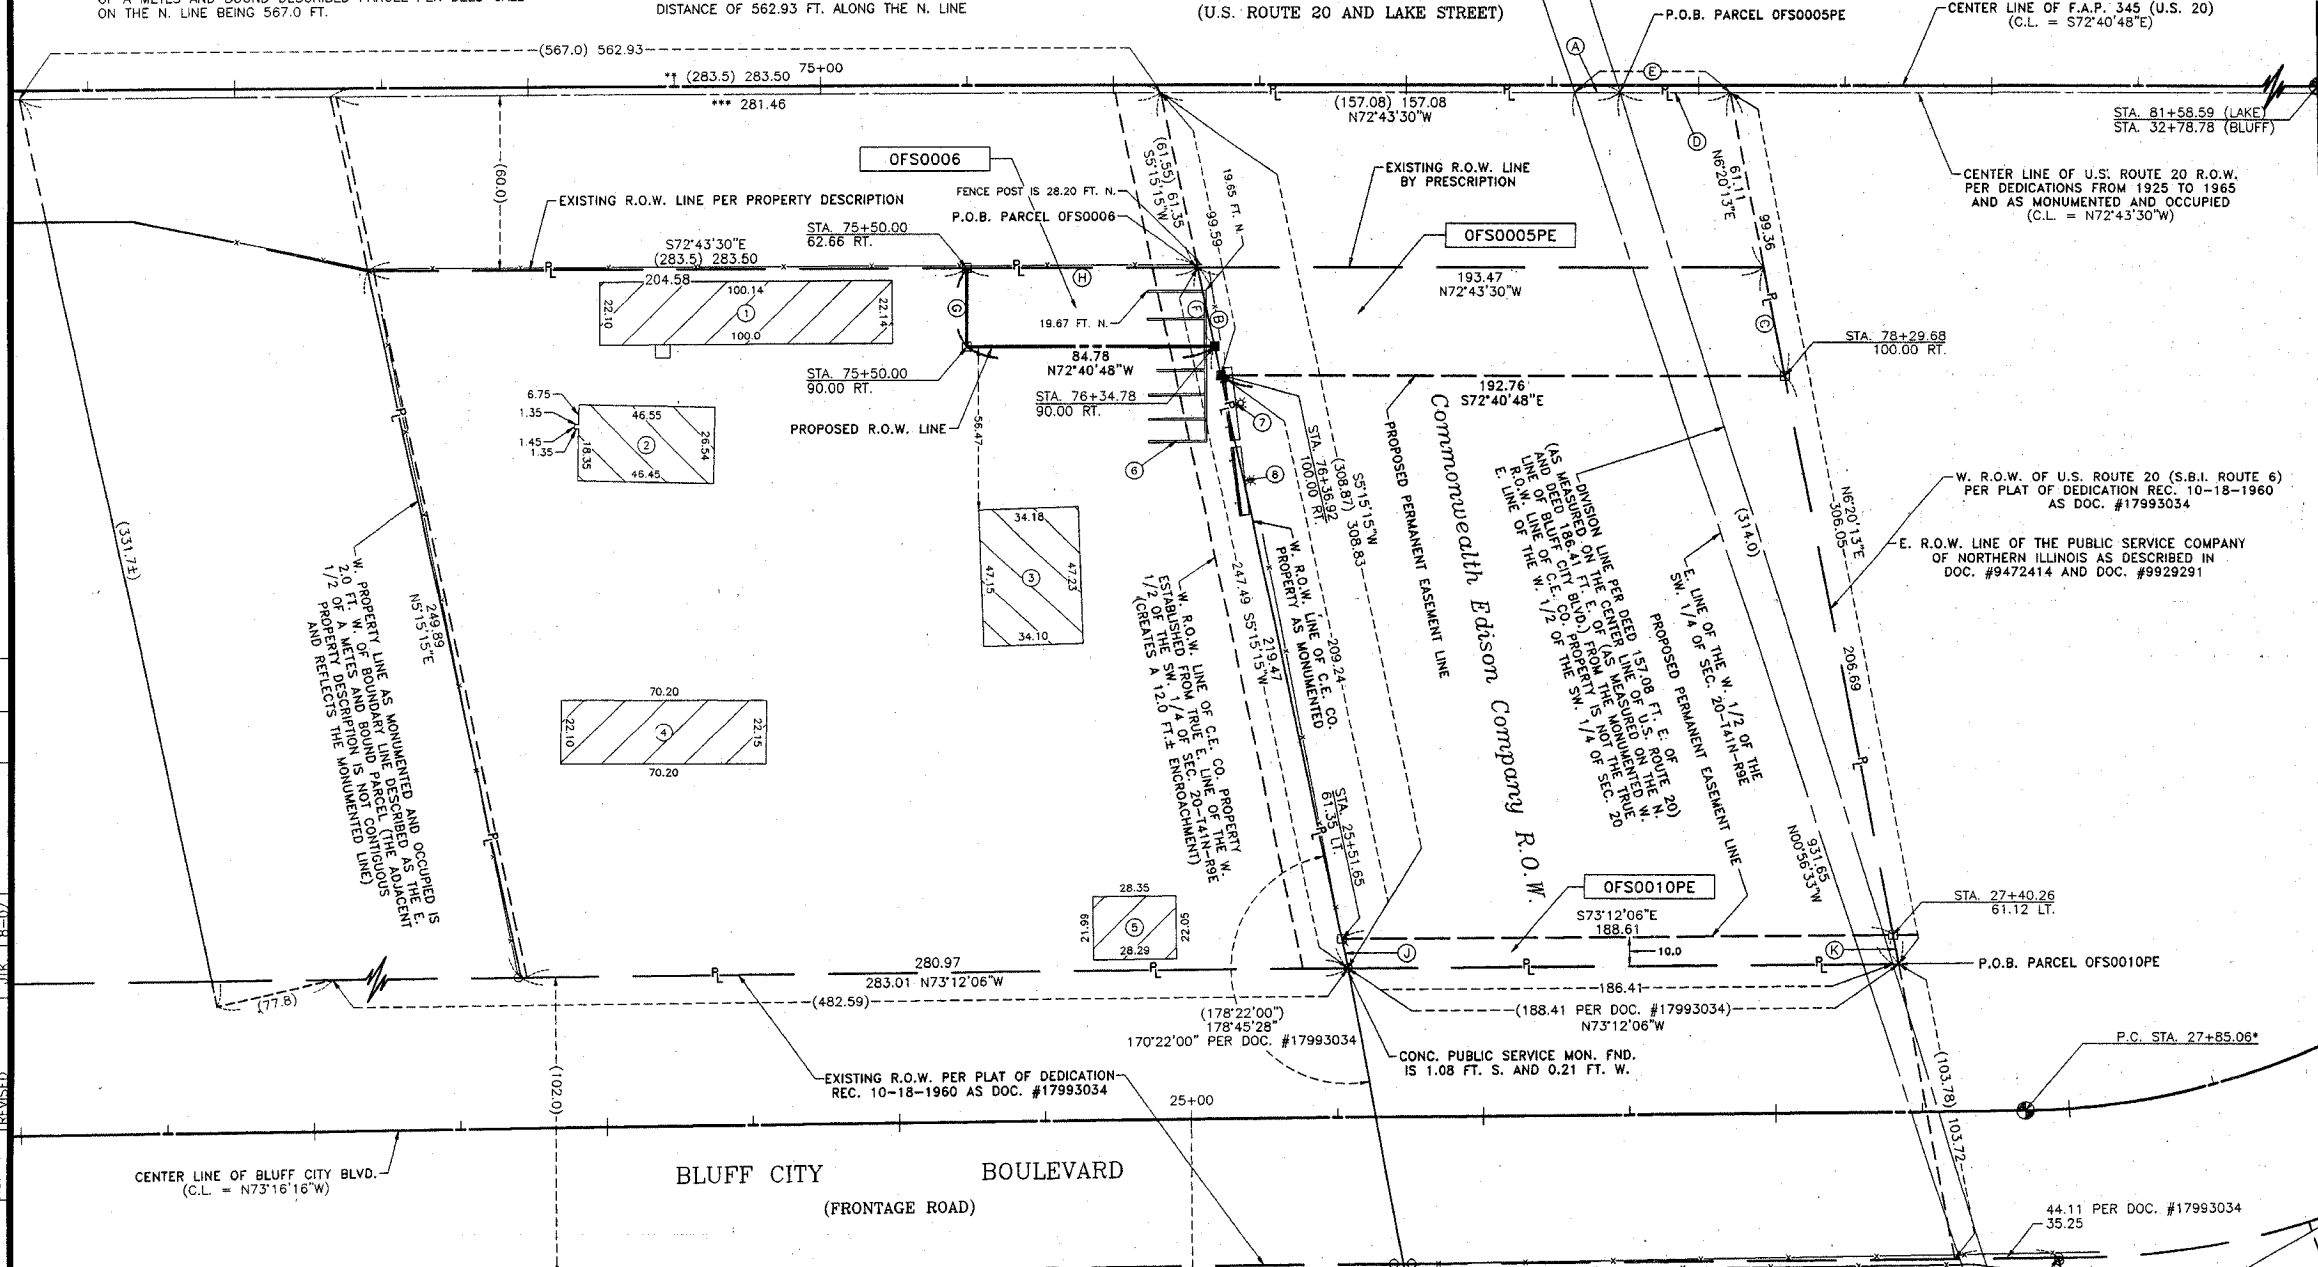 ON THE N. LINE BEING 567.0 FT.
DISTANCE OF 562.93 FT. ALONG THE N. LINE
(U.S. ROUTE 20 AND LAKE STREET)
P.O.B. PARCEL 0FS0005PE
CENTER LINE OF F.A.P. 345 (U.S. 20)
(C.L. = S72°40'48"E)
(567.0) 562.93
** (283.5) 283.50
75+00
*** 281.46
(157.08) 157.08
N72°43'30"W
A
E
D
STA. 81+58.59 (LAKE)
STA. 32+78.78 (BLUFF)
(60.0)
0FS0006
FENCE POST IS 28.20 FT. N.
P.O.B. PARCEL 0FS0006
EXISTING R.O.W. LINE PER PROPERTY DESCRIPTION
STA. 75+50.00
62.66 RT.
S72°43'30"E
(283.5) 283.50
204.58
(61.55) 61.35
S5°15'15"W
99.59
19.65 FT. N.
EXISTING R.O.W. LINE
BY PRESCRIPTION
0FS0005PE
193.47
N72°43'30"W
N6°20'13"E
61.11
99.36
CENTER LINE OF U.S. ROUTE 20 R.O.W.
PER DEDICATIONS FROM 1925 TO 1965
AND AS MONUMENTED AND OCCUPIED
(C.L. = N72°43'30"W)
H
G
F
B
C
100.14
22.10
1
22.14
100.0
19.67 FT. N.
84.78
N72°40'48"W
STA. 75+50.00
90.00 RT.
STA. 76+34.78
90.00 RT.
PROPOSED R.O.W. LINE
56.47
STA. 78+29.68
100.00 RT.
192.76
S72°40'48"E
6.75
1.35
1.45
1.35
46.55
18.35
2
26.54
46.45
6
7
8
STA. 76+36.92
100.00 RT.
S5°15'15"W
(308.87) 308.83
PROPOSED PERMANENT EASEMENT LINE
Commonwealth Edison Company R.O.W.
DIVISION LINE PER DEED 157.08 FT. E. OF
(AS MEASURED ON THE CENTER LINE OF U.S. ROUTE 20)
AND DEED 186.41 FT. E. OF (AS MEASURED ON THE N.
LINE OF BLUFF CITY BLVD.) FROM THE MONUMENTED W.
R.O.W. LINE OF C.E. CO. PROPERTY IS NOT THE TRUE
E. LINE OF THE W. 1/2 OF THE SW. 1/4 OF SEC. 20
E. LINE OF THE W. 1/2 OF THE
SW. 1/4 OF SEC. 20-T41N-R9E
PROPOSED PERMANENT EASEMENT LINE
(314.0)
N6°20'13"E
306.05
W. R.O.W. OF U.S. ROUTE 20 (S.B.I. ROUTE 6)
PER PLAT OF DEDICATION REC. 10-18-1960
AS DOC. #17993034
E. R.O.W. LINE OF THE PUBLIC SERVICE COMPANY
OF NORTHERN ILLINOIS AS DESCRIBED IN
DOC. #9472414 AND DOC. #9929291
206.69
(331.7±)
249.89
N5°15'15"E
W. PROPERTY LINE AS MONUMENTED AND OCCUPIED IS
2.0 FT. W. OF BOUNDARY LINE DESCRIBED AS THE E.
1/2 OF A METES AND BOUND PARCEL (THE ADJACENT
PROPERTY DESCRIPTION IS NOT CONTIGUOUS
AND REFLECTS THE MONUMENTED LINE)
34.18
47.15
3
47.23
34.10
70.20
22.10
4
22.15
70.20
W. R.O.W. LINE OF C.E. CO. PROPERTY
ESTABLISHED FROM TRUE E. LINE OF THE W.
1/2 OF THE SW. 1/4 OF SEC. 20-T41N-R9E
(CREATES A 12.0 FT.± ENCROACHMENT)
247.49 S5°15'15"W
219.47
209.24
W. R.O.W. LINE OF C.E. CO.
PROPERTY AS MONUMENTED
STA. 25+51.65
61.35 LT.
931.65
N00°56'33"W
28.35
21.99
5
22.05
28.29
0FS0010PE
S73°12'06"E
188.61
10.0
J
K
STA. 27+40.26
61.12 LT.
P.O.B. PARCEL 0FS0010PE
280.97
283.01 N73°12'06"W
(77.8)
(482.59)
186.41
(188.41 PER DOC. #17993034)
N73°12'06"W
(178°22'00")
178°45'28"
170°22'00" PER DOC. #17993034
CONC. PUBLIC SERVICE MON. FND.
IS 1.08 FT. S. AND 0.21 FT. W.
P.C. STA. 27+85.06*
(103.78) 103.72
(102.0)
EXISTING R.O.W. PER PLAT OF DEDICATION
REC. 10-18-1960 AS DOC. #17993034
25+00
CENTER LINE OF BLUFF CITY BLVD.
(C.L. = N73°16'16"W)
BLUFF CITY BOULEVARD
(FRONTAGE ROAD)
44.11 PER DOC. #17993034
35.25